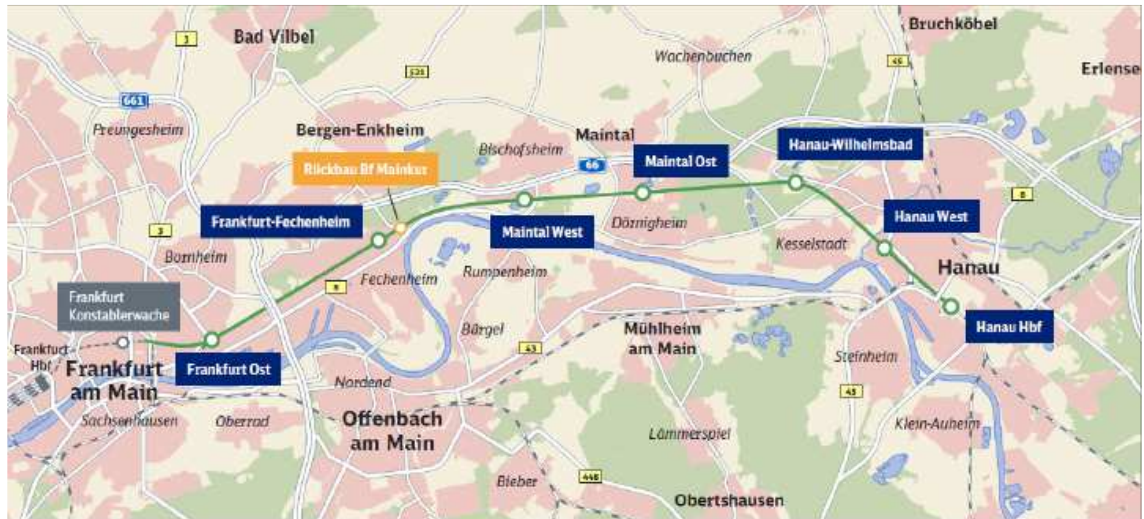 Bruchköbel
3
Bad Vilbel
Wachenbuchen
45
Erlensee
661
Preungesheim
Bergen-Enkheim
Bischofsheim
Maintal
66
Maintal Ost
Hanau-Wilhelmsbad
Rückbau Bf Mainkur
8
Frankfurt-Fechenheim
Hanau West
3
Bornheim
Maintal West
Dörnigheim
Kesselstadt
Fechenheim
Rumpenheim
Hanau
8
Frankfurt
Konstablerwache
Bürgel
Mühlheim
am Main
Hanau Hbf
Frankfurt
Hbf
43
Steinheim
Frankfurt
am Main
Frankfurt Ost
Nordend
45
Sachsenhausen
Oberrad
Offenbach
am Main
Klein-Auheim
Lämmerspiel
Bieber
448
Obertshausen